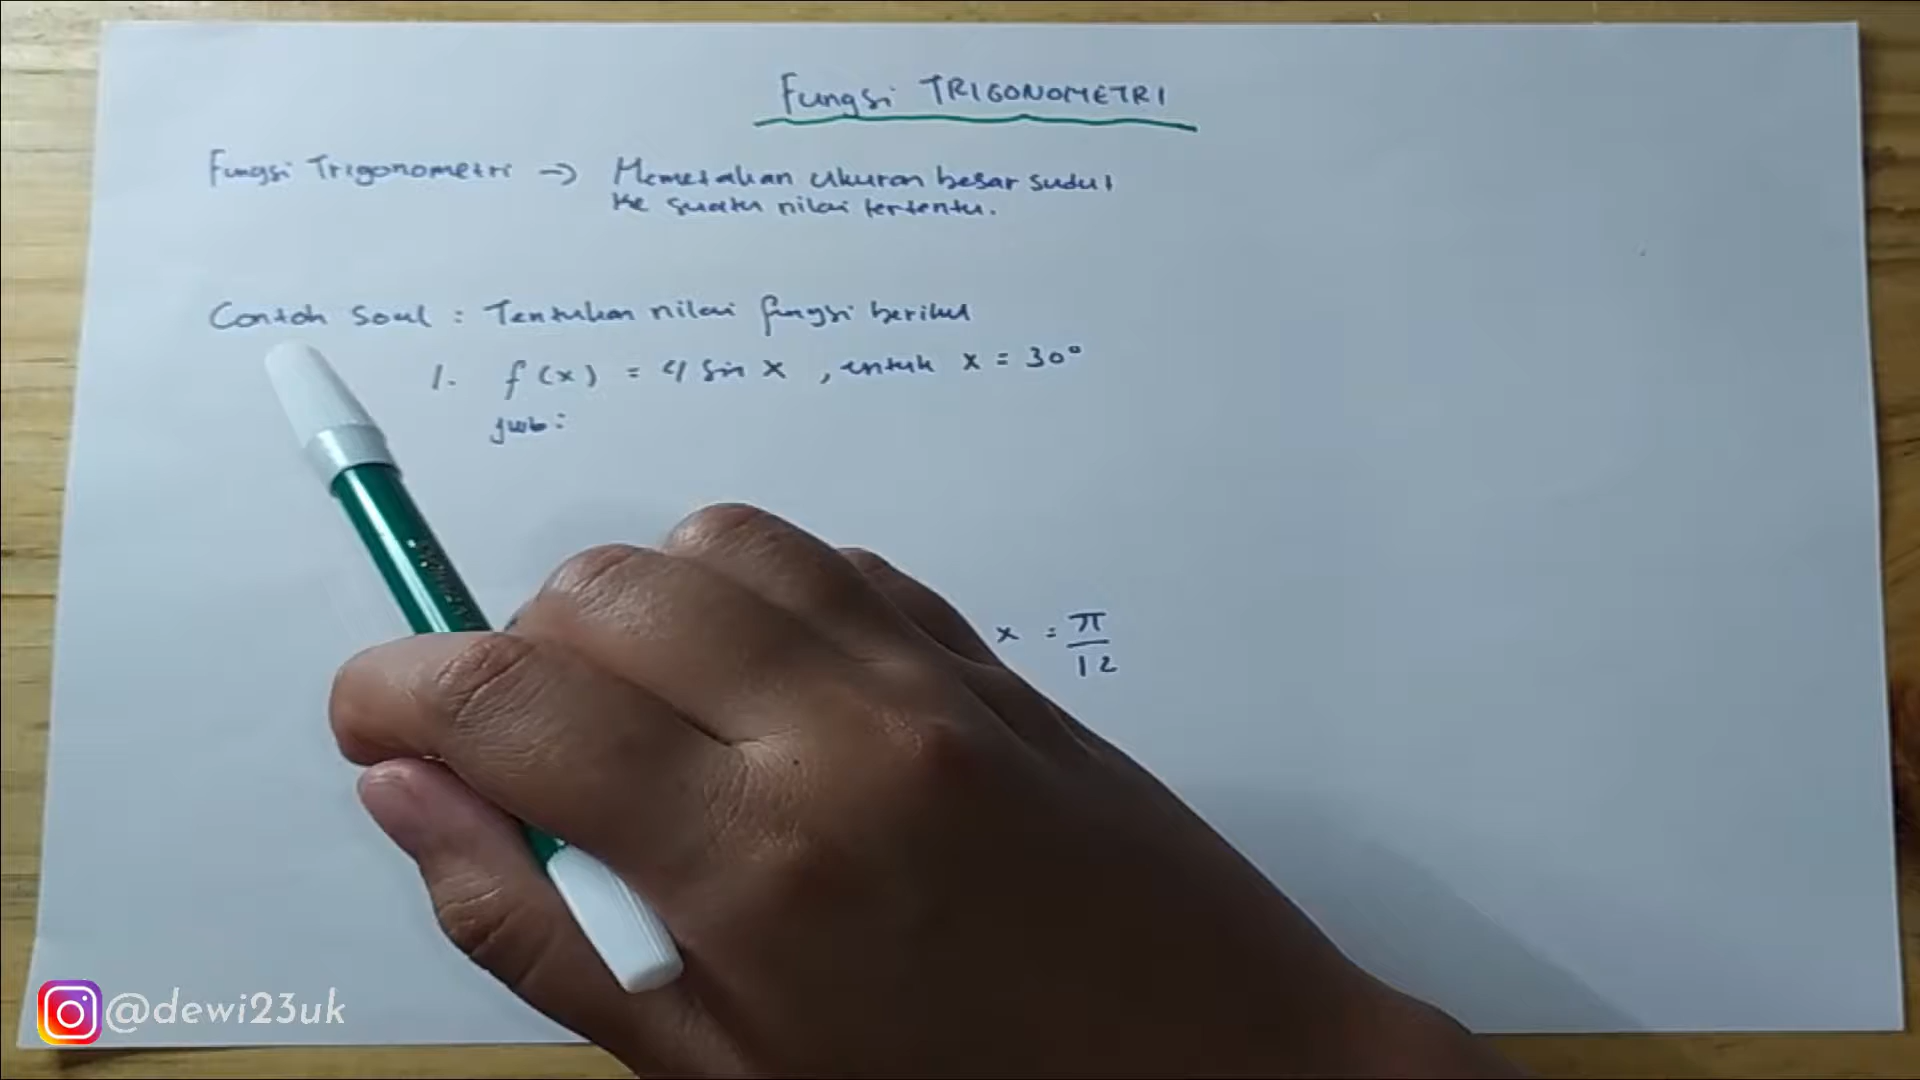 Fungsi TRIGONOMETRI
Fungsi Trigonometri → Memetakan ukuran besar sudut
ke suatu nilai tertentu.
Contoh Soal : Tentukan nilai fungsi berikut
1. f(x) = 4 sin x , untuk x = 30°
jwb :
x = π/12
@dewi23uk